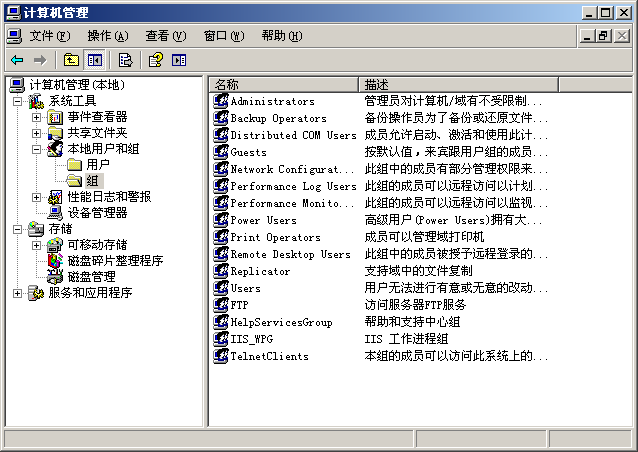 计算机管理
文件(F) 操作(A) 查看(V) 窗口(W) 帮助(H)
计算机管理(本地)
系统工具
事件查看器
共享文件夹
本地用户和组
用户
组
性能日志和警报
设备管理器
存储
可移动存储
磁盘碎片整理程序
磁盘管理
服务和应用程序
名称 描述
Administrators 管理员对计算机/域有不受限制...
Backup Operators 备份操作员为了备份或还原文件...
Distributed COM Users 成员允许启动、激活和使用此计...
Guests 按默认值，来宾跟用户组的成员...
Network Configurat... 此组中的成员有部分管理权限来...
Performance Log Users 此组的成员可以远程访问以计划...
Performance Monito... 此组的成员可以远程访问以监视...
Power Users 高级用户(Power Users)拥有大...
Print Operators 成员可以管理域打印机
Remote Desktop Users 此组中的成员被授予远程登录的...
Replicator 支持域中的文件复制
Users 用户无法进行有意或无意的改动...
FTP 访问服务器FTP服务
HelpServicesGroup 帮助和支持中心组
IIS_WPG IIS 工作进程组
TelnetClients 本组的成员可以访问此系统上的...